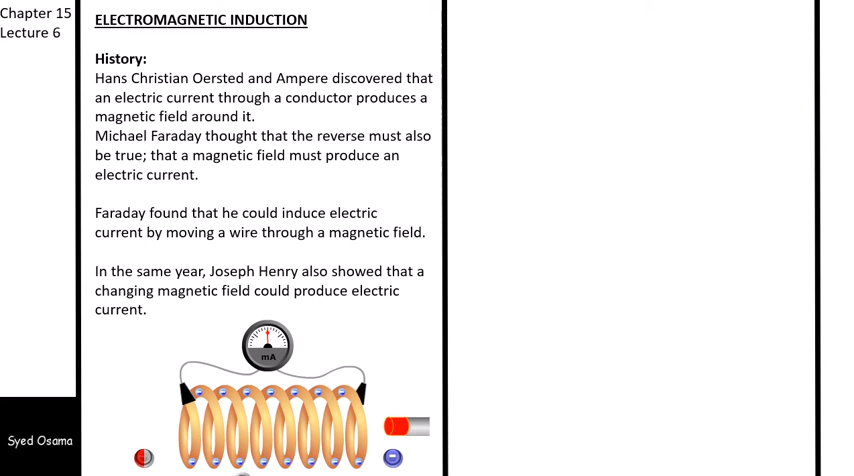 Chapter 15
Lecture 6
ELECTROMAGNETIC INDUCTION
History:
Hans Christian Oersted and Ampere discovered that
an electric current through a conductor produces a
magnetic field around it.
Michael Faraday thought that the reverse must also
be true; that a magnetic field must produce an
electric current.
Faraday found that he could induce electric
current by moving a wire through a magnetic field.
In the same year, Joseph Henry also showed that a
changing magnetic field could produce electric
current.
mA
Syed Osama